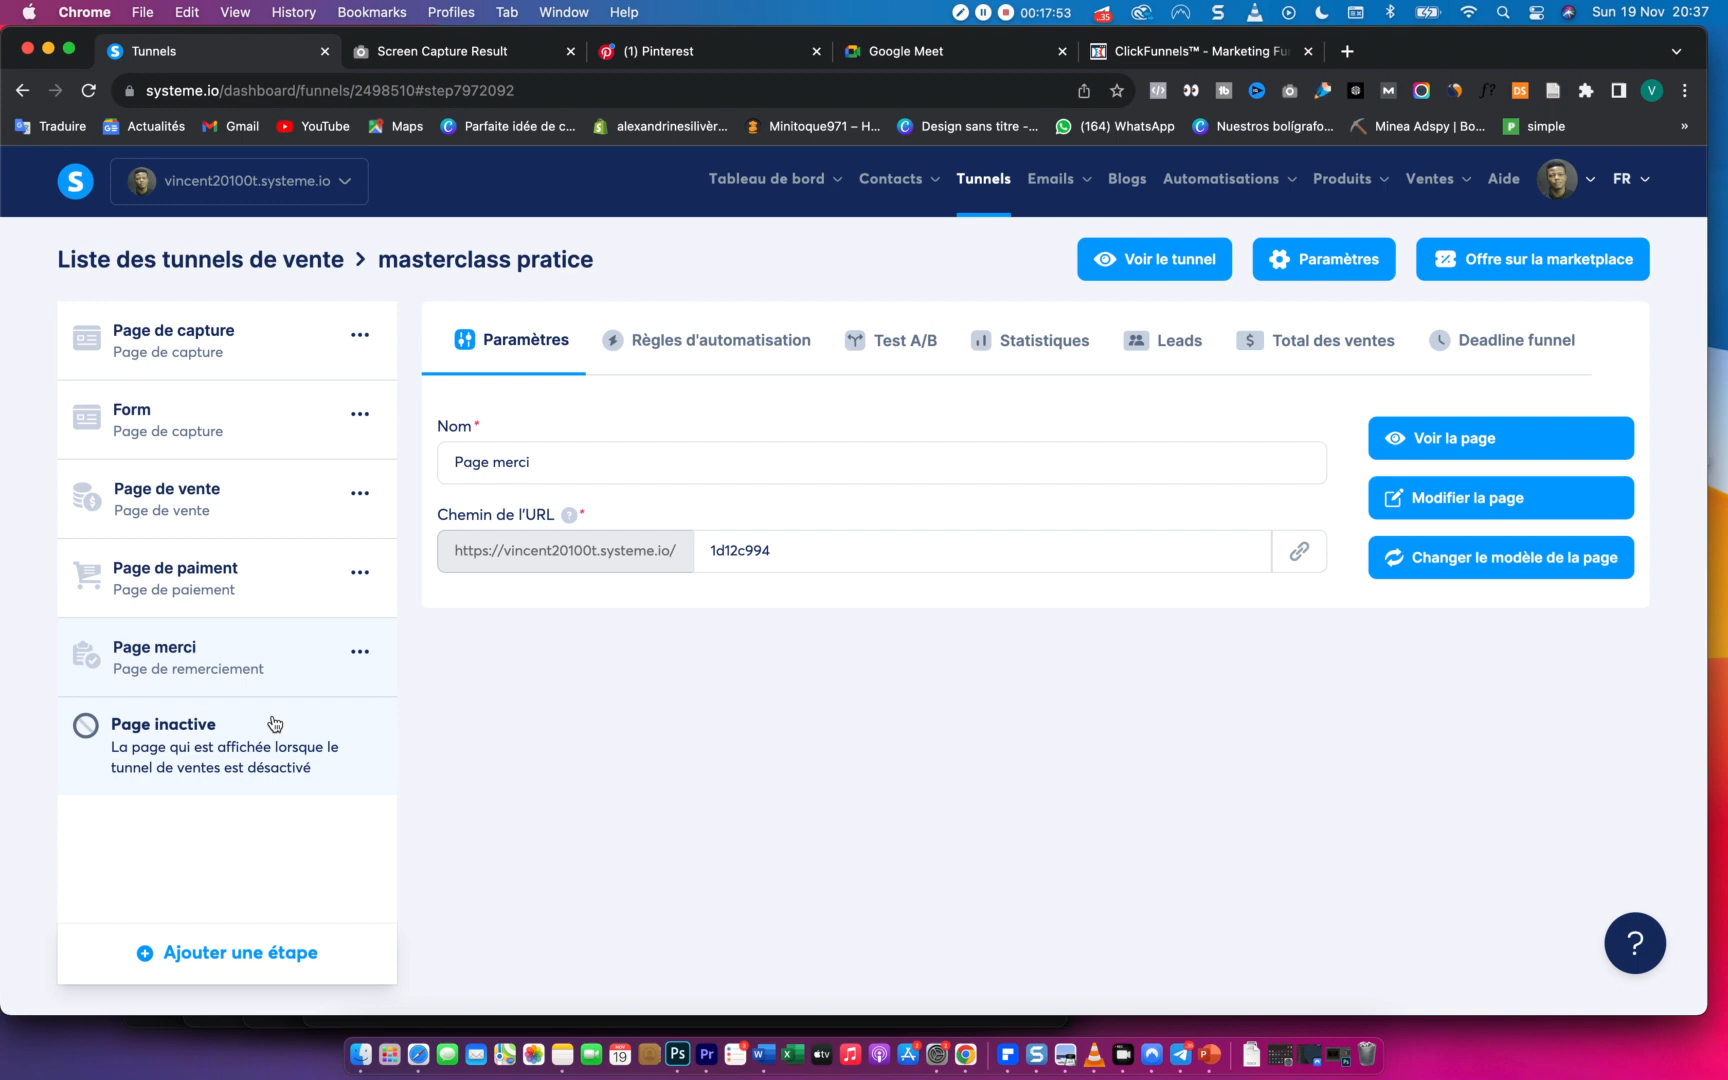 Chrome File Edit View History Bookmarks Profiles Tab Window Help 00:17:53 Sun 19 Nov 20:37
Tunnels Screen Capture Result (1) Pinterest Google Meet ClickFunnels™ - Marketing Fu
systeme.io/dashboard/funnels/2498510#step7972092
Traduire Actualités Gmail YouTube Maps Parfaite idée de c... alexandrinesilivèr... Minitoque971 – H... Design sans titre -... (164) WhatsApp Nuestros bolígrafo... Minea Adspy | Bo... simple »
vincent20100t.systeme.io Tableau de bord Contacts Tunnels Emails Blogs Automatisations Produits Ventes Aide FR
Liste des tunnels de vente > masterclass pratice Voir le tunnel Paramètres Offre sur la marketplace
Page de capture
Page de capture
Form
Page de capture
Page de vente
Page de vente
Page de paiment
Page de paiement
Page merci
Page de remerciement
Page inactive
La page qui est affichée lorsque le
tunnel de ventes est désactivé
Ajouter une étape
Paramètres Règles d'automatisation Test A/B Statistiques Leads Total des ventes Deadline funnel
Nom*
Page merci
Chemin de l'URL ? *
https://vincent20100t.systeme.io/ 1d12c994
Voir la page
Modifier la page
Changer le modèle de la page
?